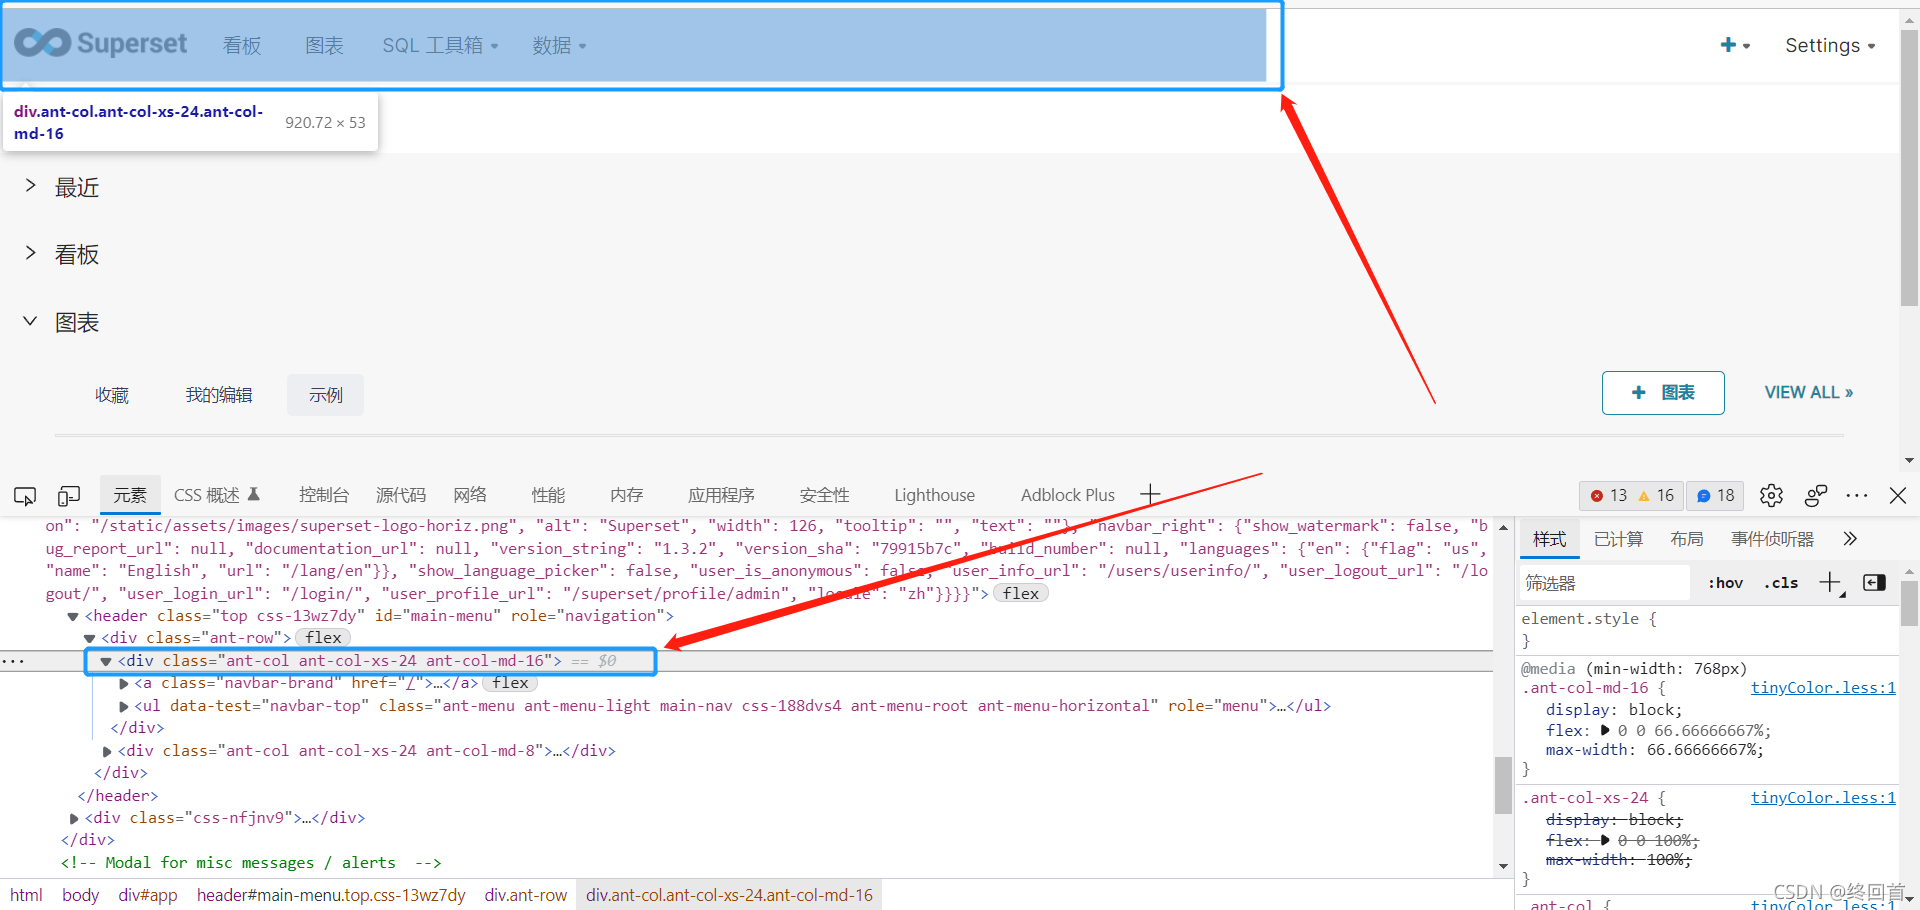 Superset 看板 图表 SQL 工具箱 数据 Settings
div.ant-col.ant-col-xs-24.ant-col-
md-16 920.72 × 53
最近
看板
图表
收藏 我的编辑 示例 + 图表 VIEW ALL »
元素 CSS 概述 控制台 源代码 网络 性能 内存 应用程序 安全性 Lighthouse Adblock Plus 13 16 18
on": "/static/assets/images/superset-logo-horiz.png", "alt": "Superset", "width": 126, "tooltip": "", "text": ""}, "navbar_right": {"show_watermark": false, "b
ug_report_url": null, "documentation_url": null, "version_string": "1.3.2", "version_sha": "79915b7c", "build_number": null, "languages": {"en": {"flag": "us",
"name": "English", "url": "/lang/en"}}, "show_language_picker": false, "user_is_anonymous": false, "user_info_url": "/users/userinfo/", "user_logout_url": "/lo
gout/", "user_login_url": "/login/", "user_profile_url": "/superset/profile/admin", "locale": "zh"}}}}"> flex
<header class="top css-13wz7dy" id="main-menu" role="navigation">
<div class="ant-row"> flex
··· <div class="ant-col ant-col-xs-24 ant-col-md-16"> == $0
<a class="navbar-brand" href="/">…</a> flex
<ul data-test="navbar-top" class="ant-menu ant-menu-light main-nav css-188dvs4 ant-menu-root ant-menu-horizontal" role="menu">…</ul>
</div>
<div class="ant-col ant-col-xs-24 ant-col-md-8">…</div>
</div>
</header>
<div class="css-nfjnv9">…</div>
</div>
<!-- Modal for misc messages / alerts -->
html body div#app header#main-menu.top.css-13wz7dy div.ant-row div.ant-col.ant-col-xs-24.ant-col-md-16
样式 已计算 布局 事件侦听器
筛选器 :hov .cls
element.style {
}
@media (min-width: 768px)
.ant-col-md-16 { tinyColor.less:1
display: block;
flex: 0 0 66.66666667%;
max-width: 66.66666667%;
}
.ant-col-xs-24 { tinyColor.less:1
display: block;
flex: 0 0 100%;
max-width: 100%;
}
.ant-col { tinyColor.less:1
CSDN @终回首